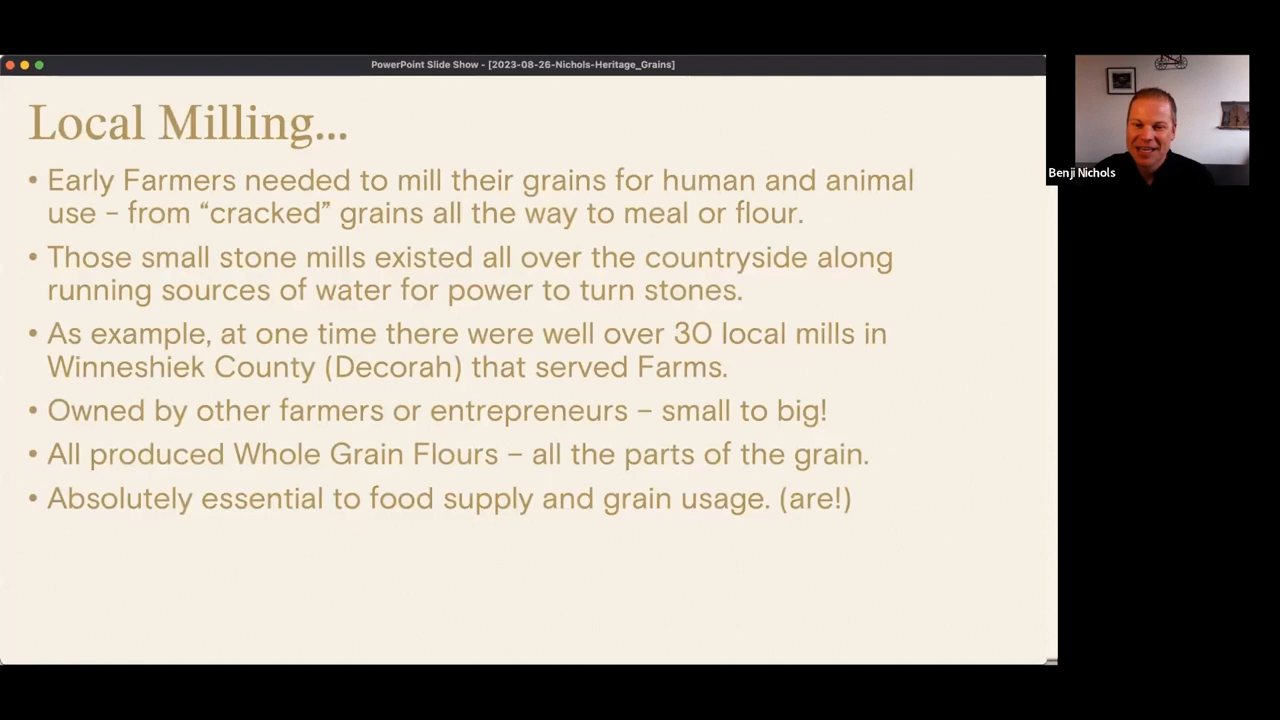 PowerPoint Slide Show - [2023-08-26-Nichols-Heritage_Grains]
Local Milling...
• Early Farmers needed to mill their grains for human and animal
use – from “cracked” grains all the way to meal or flour.
• Those small stone mills existed all over the countryside along
running sources of water for power to turn stones.
• As example, at one time there were well over 30 local mills in
Winneshiek County (Decorah) that served Farms.
• Owned by other farmers or entrepreneurs – small to big!
• All produced Whole Grain Flours – all the parts of the grain.
• Absolutely essential to food supply and grain usage. (are!)
Benji Nichols